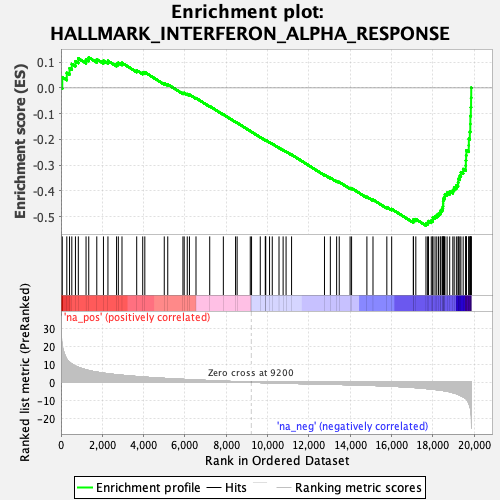 Enrichment plot:
HALLMARK_INTERFERON_ALPHA_RESPONSE
Enrichment score (ES)
0.1
0.0
-0.1
-0.2
-0.3
-0.4
-0.5
'na_pos' (positively correlated)
Ranked list metric (PreRanked)
30
20
10
0
-10
-20
Zero cross at 9200
'na_neg' (negatively correlated)
0
2,000
4,000
6,000
8,000
10,000
12,000
14,000
16,000
18,000
20,000
Rank in Ordered Dataset
Enrichment profile
Hits
Ranking metric scores